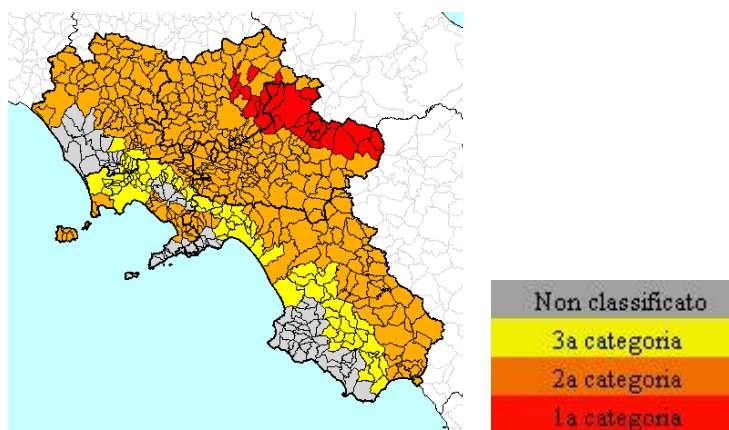 Non classificato
3a categoria
2a categoria
1a categoria